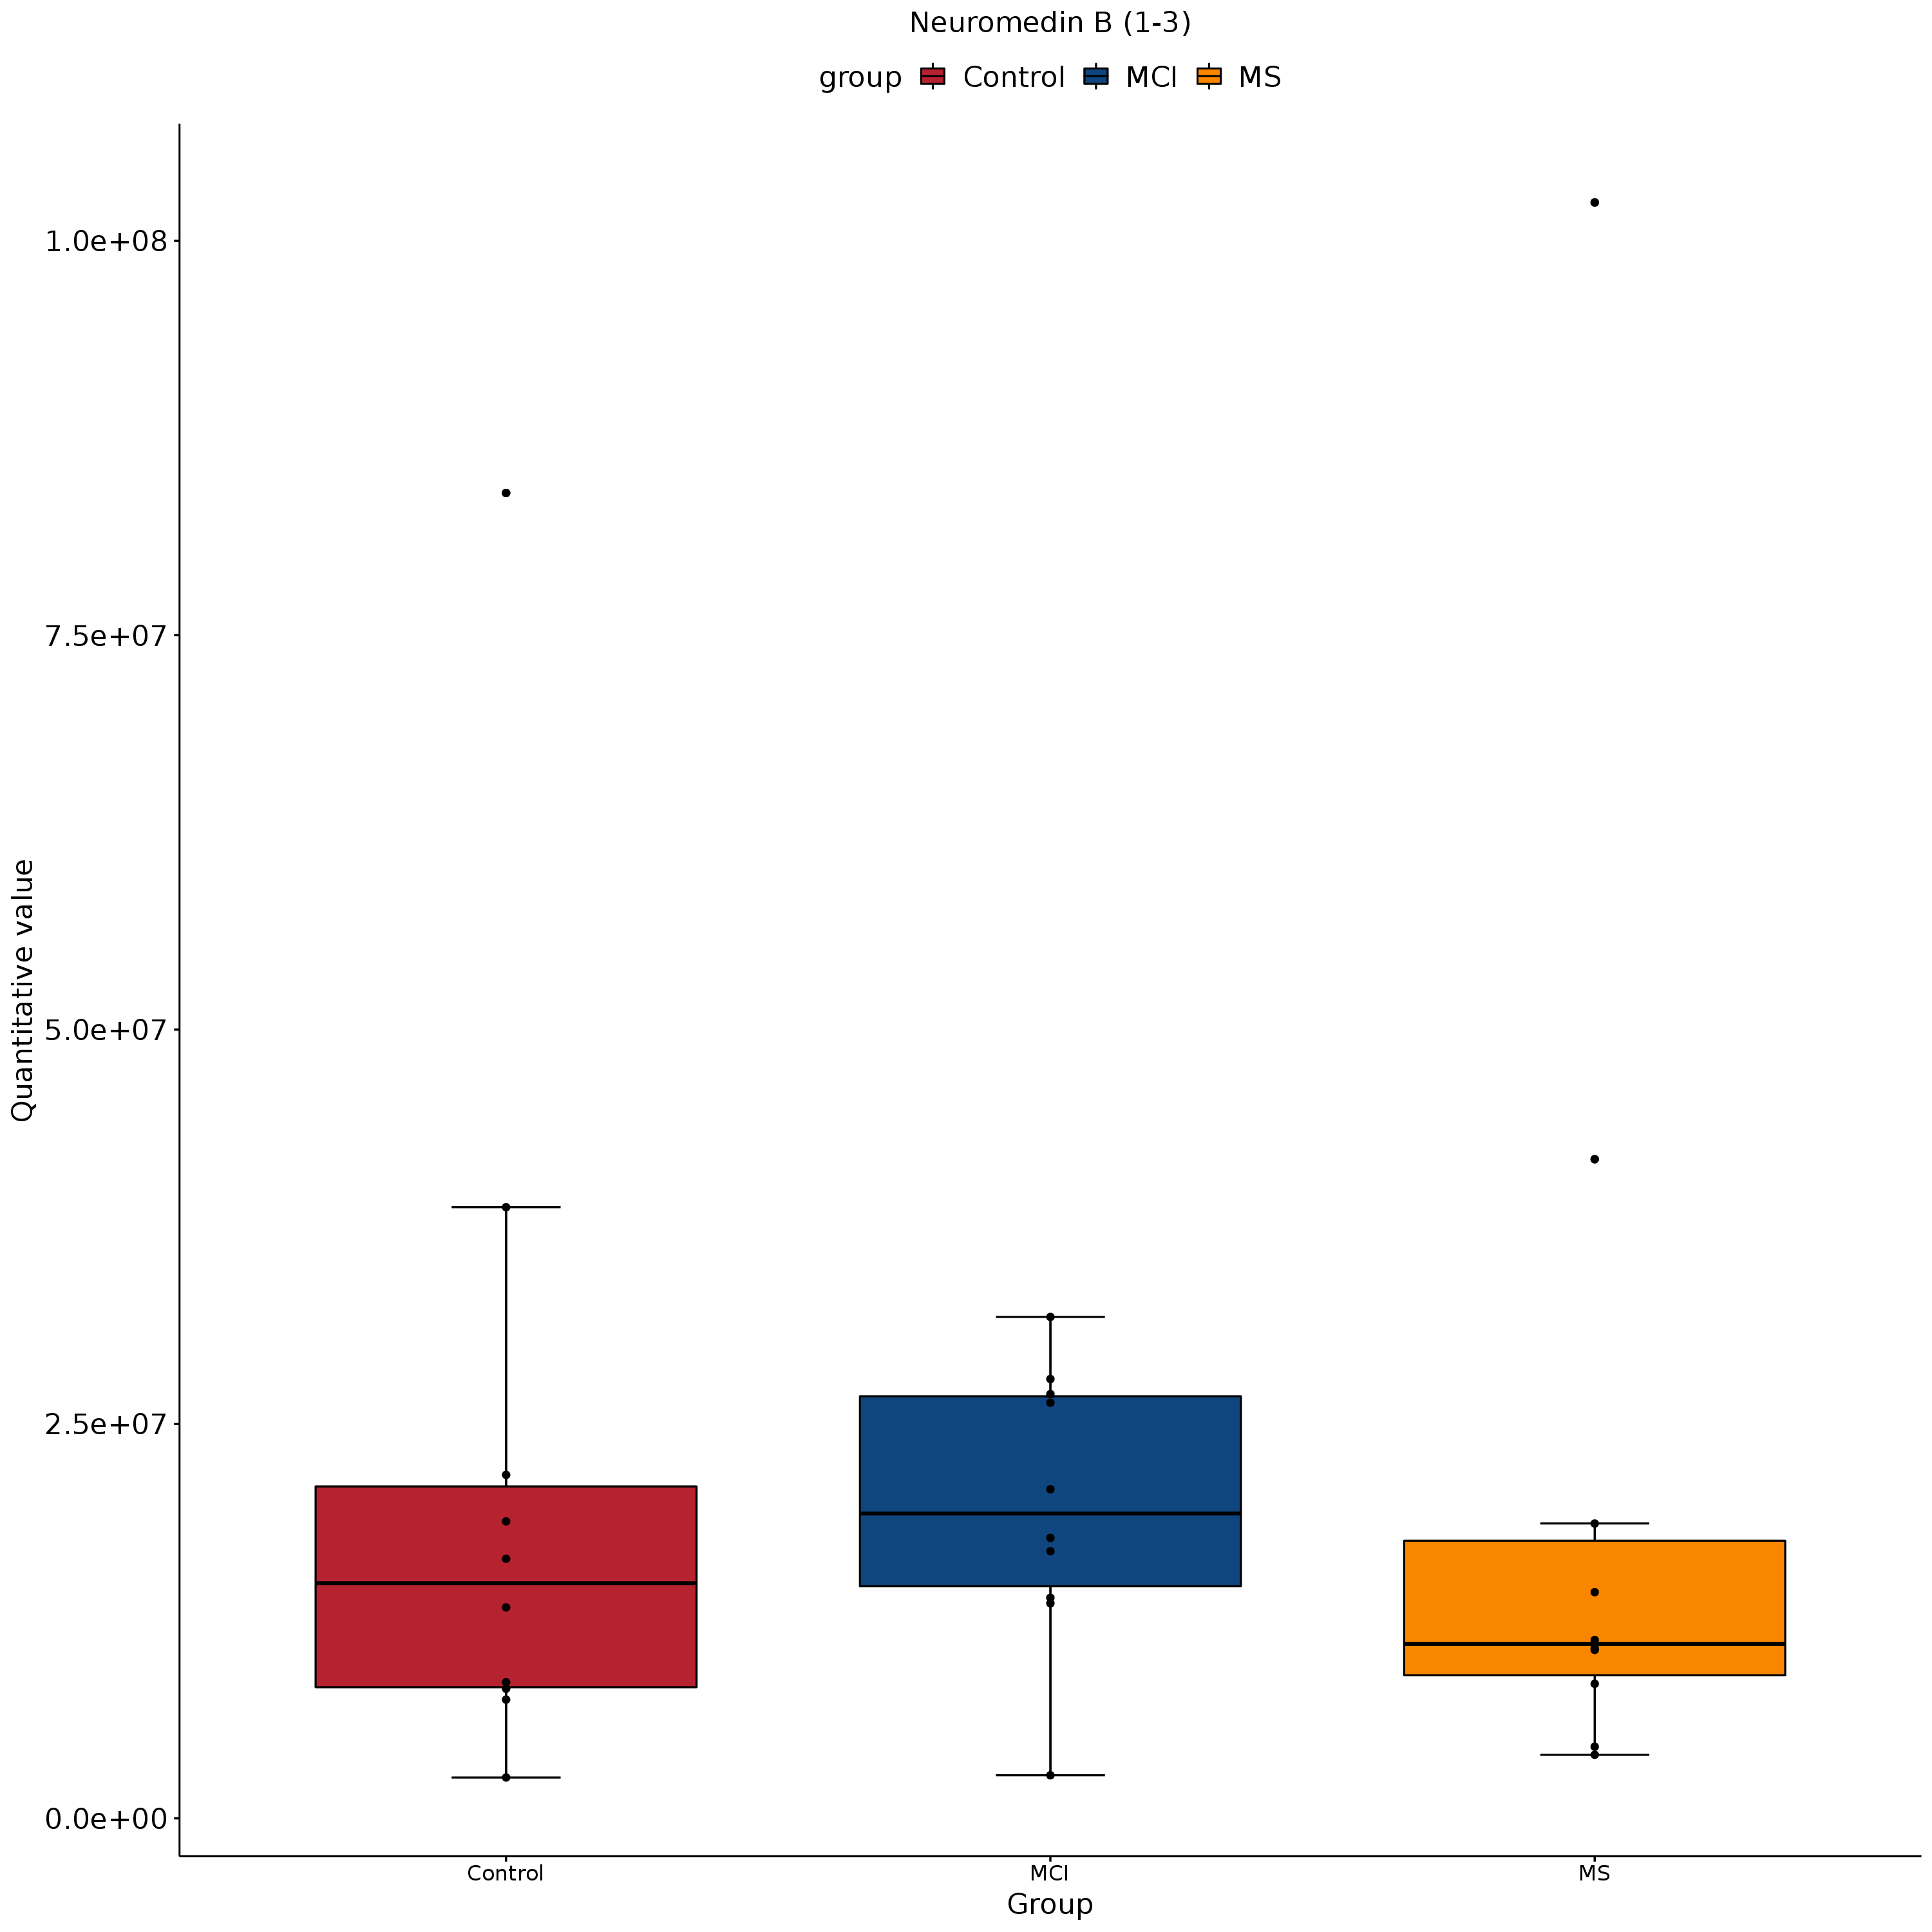 Neuromedin B (1-3)
group Control MCI MS
Quantitative value
1.0e+08
7.5e+07
5.0e+07
2.5e+07
0.0e+00
Control MCI MS
Group